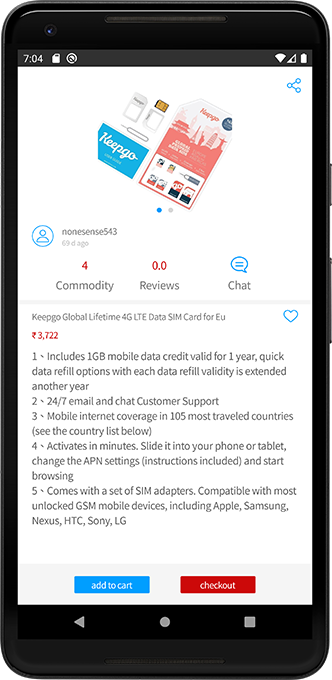 7:04
Keepgo
Keepgo
nonesense543
69 d ago
4
0.0
Commodity
Reviews
Chat
Keepgo Global Lifetime 4G LTE Data SIM Card for Eu
₹ 3,722
1、Includes 1GB mobile data credit valid for 1 year, quick
data refill options with each data refill validity is extended
another year
2、24/7 email and chat Customer Support
3、Mobile internet coverage in 105 most traveled countries
(see the country list below)
4、Activates in minutes. Slide it into your phone or tablet,
change the APN settings (instructions included) and start
browsing
5、Comes with a set of SIM adapters. Compatible with most
unlocked GSM mobile devices, including Apple, Samsung,
Nexus, HTC, Sony, LG
add to cart
checkout